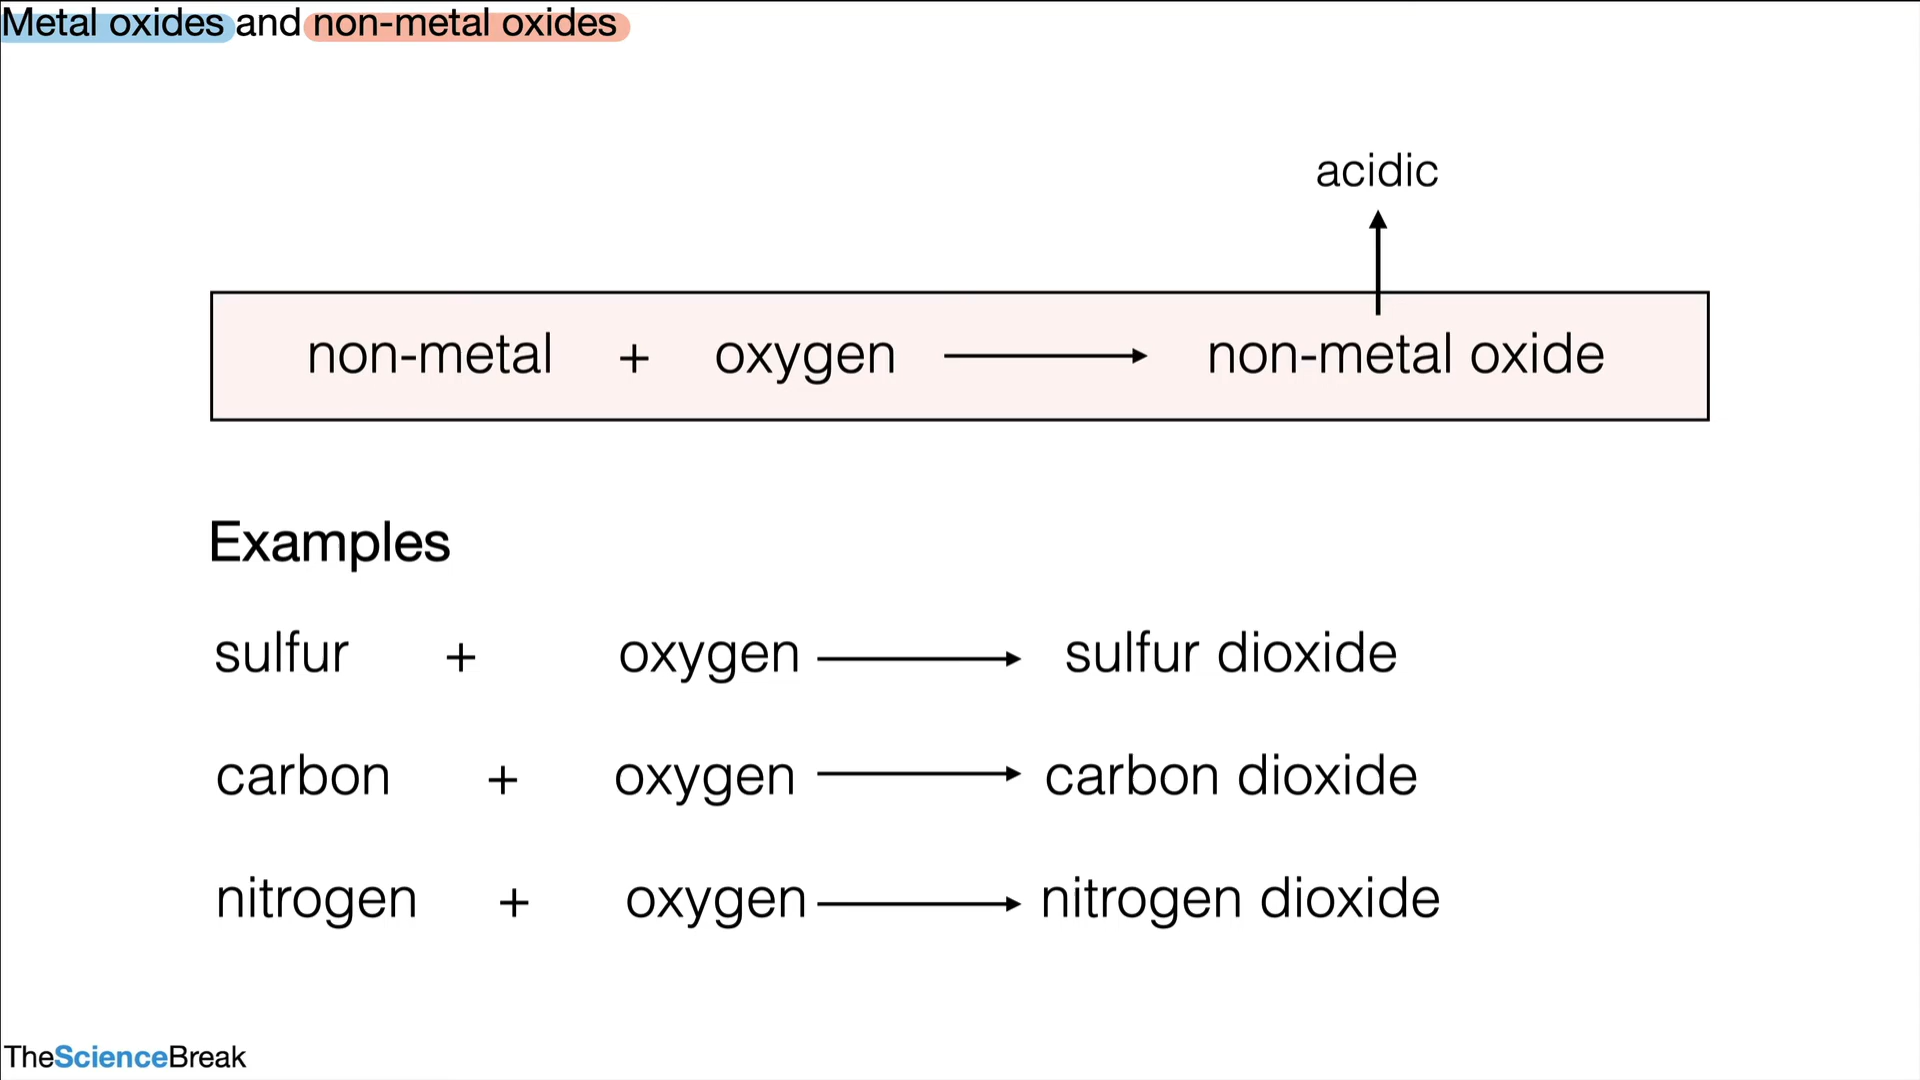 Metal oxides and non-metal oxides
acidic
non-metal + oxygen non-metal oxide
Examples
sulfur + oxygen sulfur dioxide
carbon + oxygen carbon dioxide
nitrogen + oxygen nitrogen dioxide
TheScienceBreak